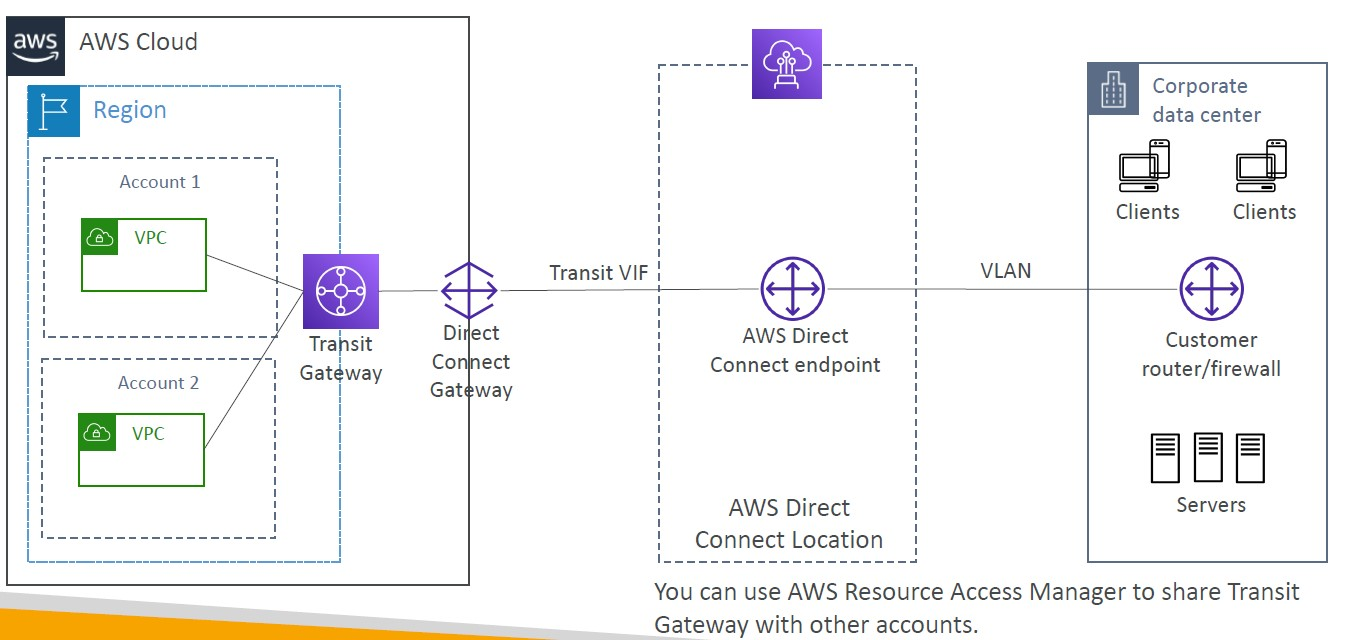 aws
AWS Cloud
Region
Account 1
VPC
Account 2
VPC
Transit
Gateway
Direct
Connect
Gateway
Transit VIF
AWS Direct
Connect endpoint
AWS Direct
Connect Location
VLAN
Corporate
data center
Clients
Clients
Customer
router/firewall
Servers
You can use AWS Resource Access Manager to share Transit
Gateway with other accounts.